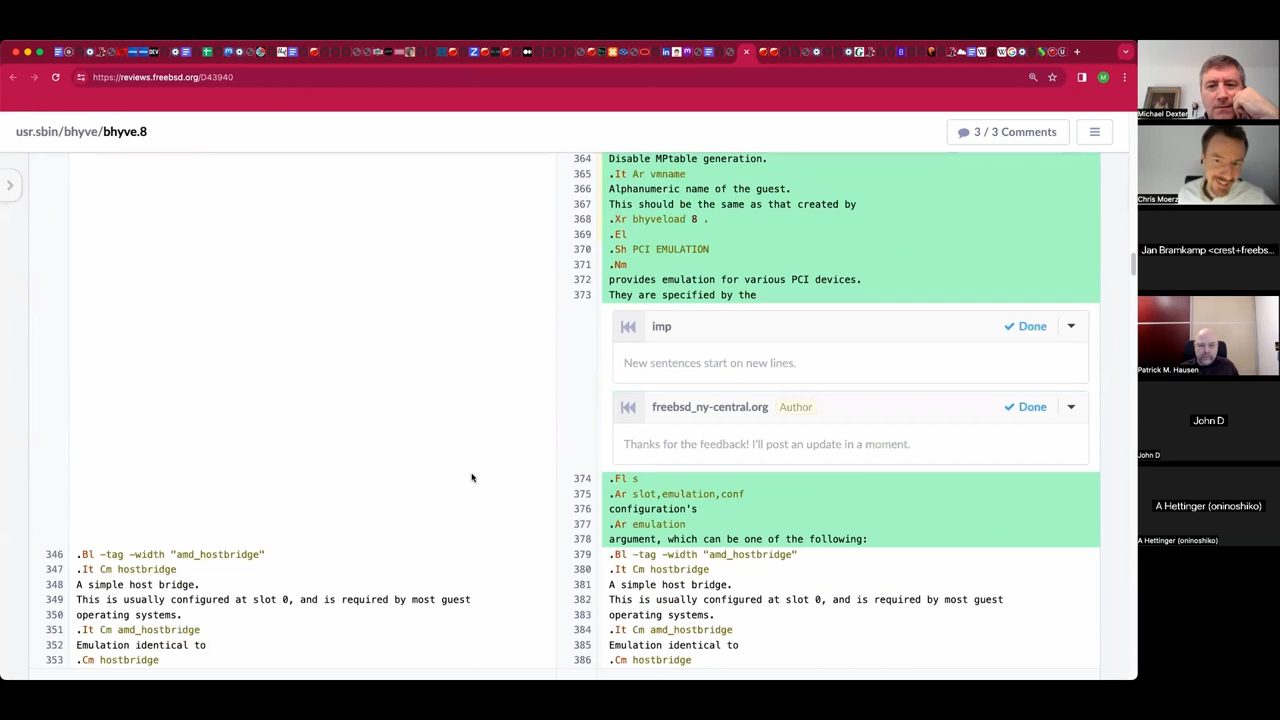 https://reviews.freebsd.org/D43940
usr.sbin/bhyve/bhyve.8
3 / 3 Comments
364 Disable MPtable generation.
365 .It Ar vmname
366 Alphanumeric name of the guest.
367 This should be the same as that created by
368 .Xr bhyveload 8 .
369 .El
370 .Sh PCI EMULATION
371 .Nm
372 provides emulation for various PCI devices.
373 They are specified by the
imp Done
New sentences start on new lines.
freebsd_ny-central.org Author Done
Thanks for the feedback! I'll post an update in a moment.
374 .Fl s
375 .Ar slot,emulation,conf
376 configuration's
377 .Ar emulation
378 argument, which can be one of the following:
346 .Bl -tag -width "amd_hostbridge" 379 .Bl -tag -width "amd_hostbridge"
347 .It Cm hostbridge 380 .It Cm hostbridge
348 A simple host bridge. 381 A simple host bridge.
349 This is usually configured at slot 0, and is required by most guest 382 This is usually configured at slot 0, and is required by most guest
350 operating systems. 383 operating systems.
351 .It Cm amd_hostbridge 384 .It Cm amd_hostbridge
352 Emulation identical to 385 Emulation identical to
353 .Cm hostbridge 386 .Cm hostbridge
Michael Dexter
Chris Moerz
Jan Bramkamp <crest+freebs...
Patrick M. Hausen
John D
John D
A Hettinger (oninoshiko)
A Hettinger (oninoshiko)